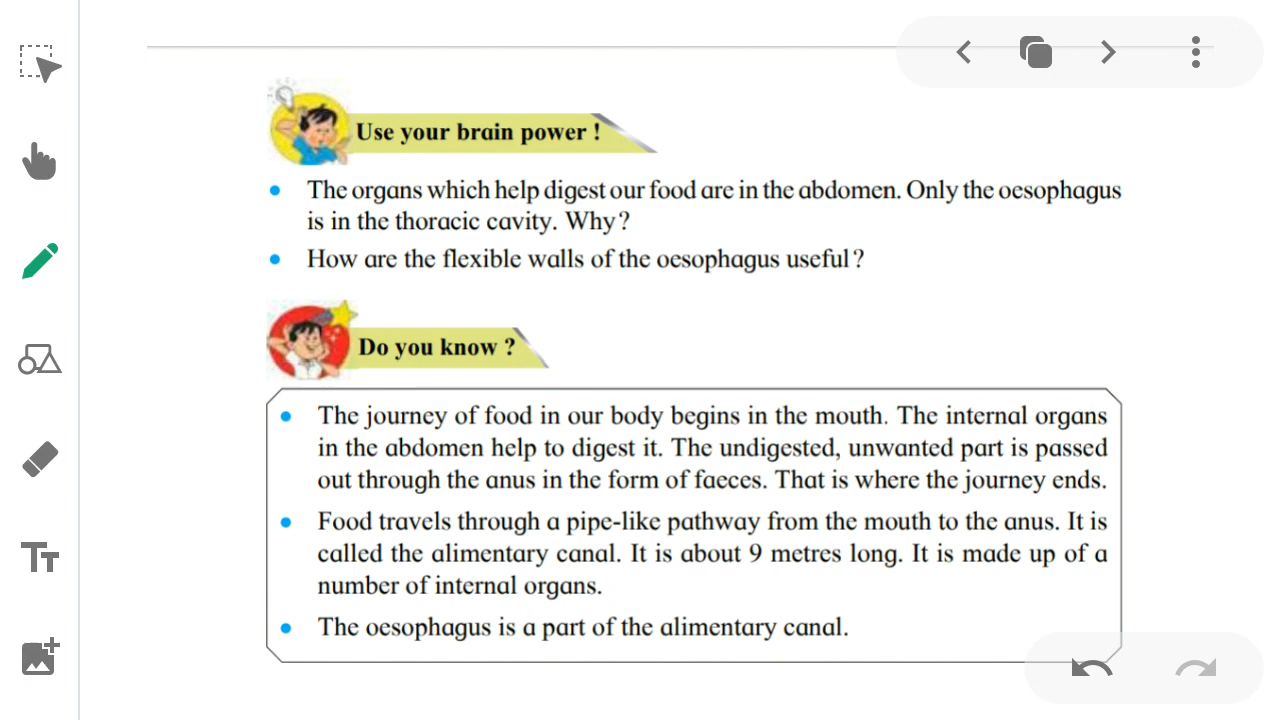 Use your brain power !
• The organs which help digest our food are in the abdomen. Only the oesophagus
is in the thoracic cavity. Why?
• How are the flexible walls of the oesophagus useful?
Do you know ?
• The journey of food in our body begins in the mouth. The internal organs
in the abdomen help to digest it. The undigested, unwanted part is passed
out through the anus in the form of faeces. That is where the journey ends.
• Food travels through a pipe-like pathway from the mouth to the anus. It is
called the alimentary canal. It is about 9 metres long. It is made up of a
number of internal organs.
• The oesophagus is a part of the alimentary canal.